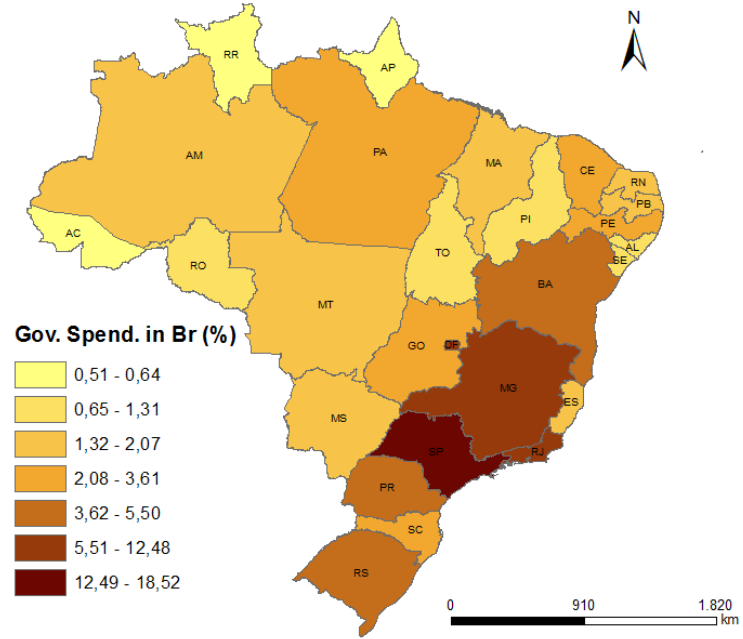 N
RR
AP
AM
PA
MA
CE
RN
PB
PI
PE
AC
AL
TO
SE
RO
BA
MT
Gov. Spend. in Br (%)
GO
DF
0,51 - 0,64
MG
0,65 - 1,31
ES
MS
1,32 - 2,07
SP
RJ
2,08 - 3,61
PR
3,62 - 5,50
SC
5,51 - 12,48
RS
12,49 - 18,52
0 910 1.820
km